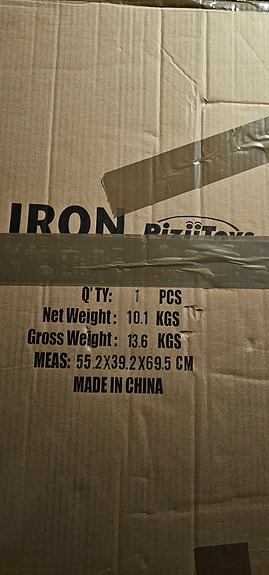 IRON RiziiToys
Q'TY: 1 PCS
Net Weight: 10.1 KGS
Gross Weight: 13.6 KGS
MEAS: 55.2X39.2X69.5 CM
MADE IN CHINA